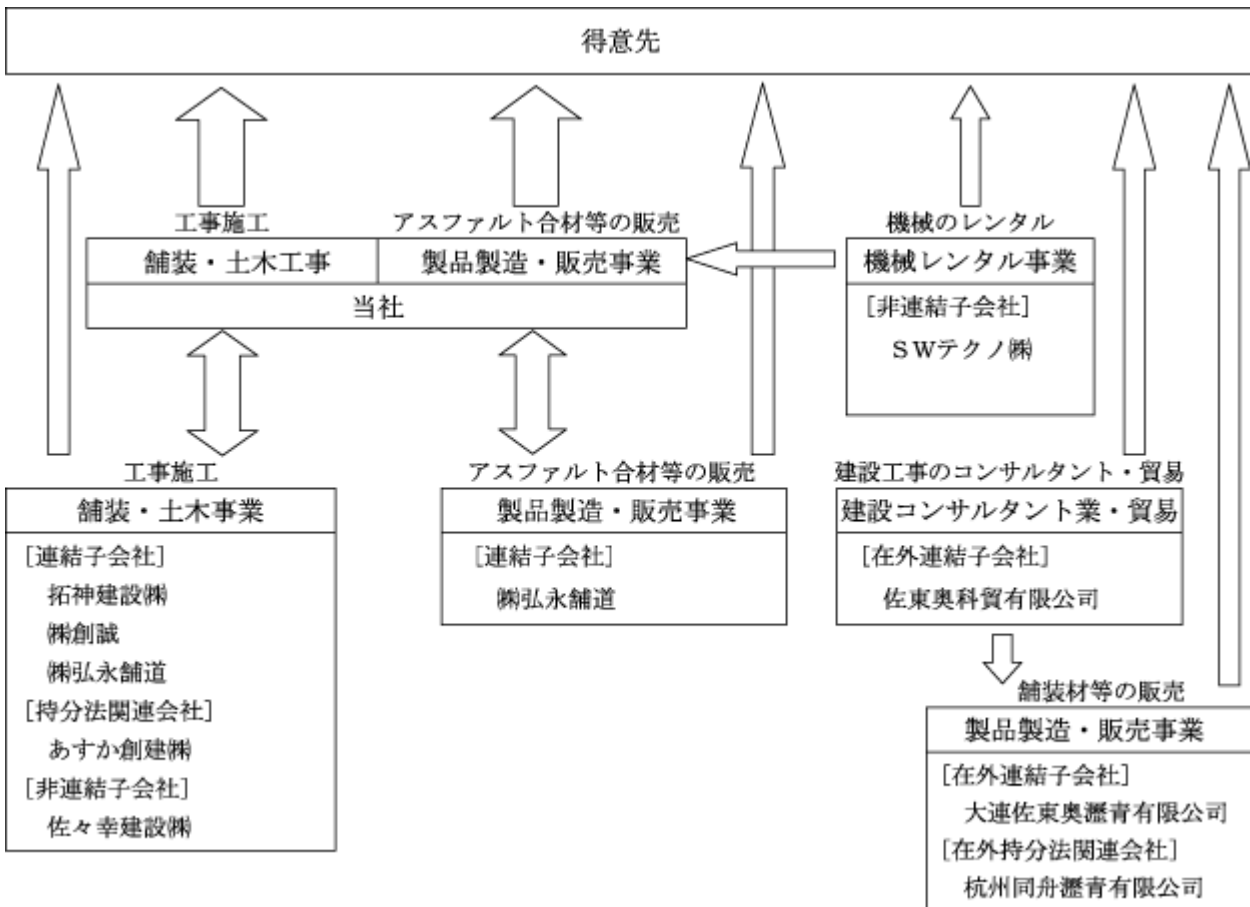 得意先
工事施工
アスファルト合材等の販売
機械のレンタル
舗装・土木工事
製品製造・販売事業
当社
機械レンタル事業
[非連結子会社]
SWテクノ㈱
工事施工
舗装・土木事業
[連結子会社]
拓神建設㈱
㈱創誠
㈱弘永舗道
[持分法関連会社]
あすか創建㈱
[非連結子会社]
佐々幸建設㈱
アスファルト合材等の販売
製品製造・販売事業
[連結子会社]
㈱弘永舗道
建設工事のコンサルタント・貿易
建設コンサルタント業・貿易
[在外連結子会社]
佐東奥科貿有限公司
舗装材等の販売
製品製造・販売事業
[在外連結子会社]
大連佐東奥瀝青有限公司
[在外持分法関連会社]
杭州同舟瀝青有限公司